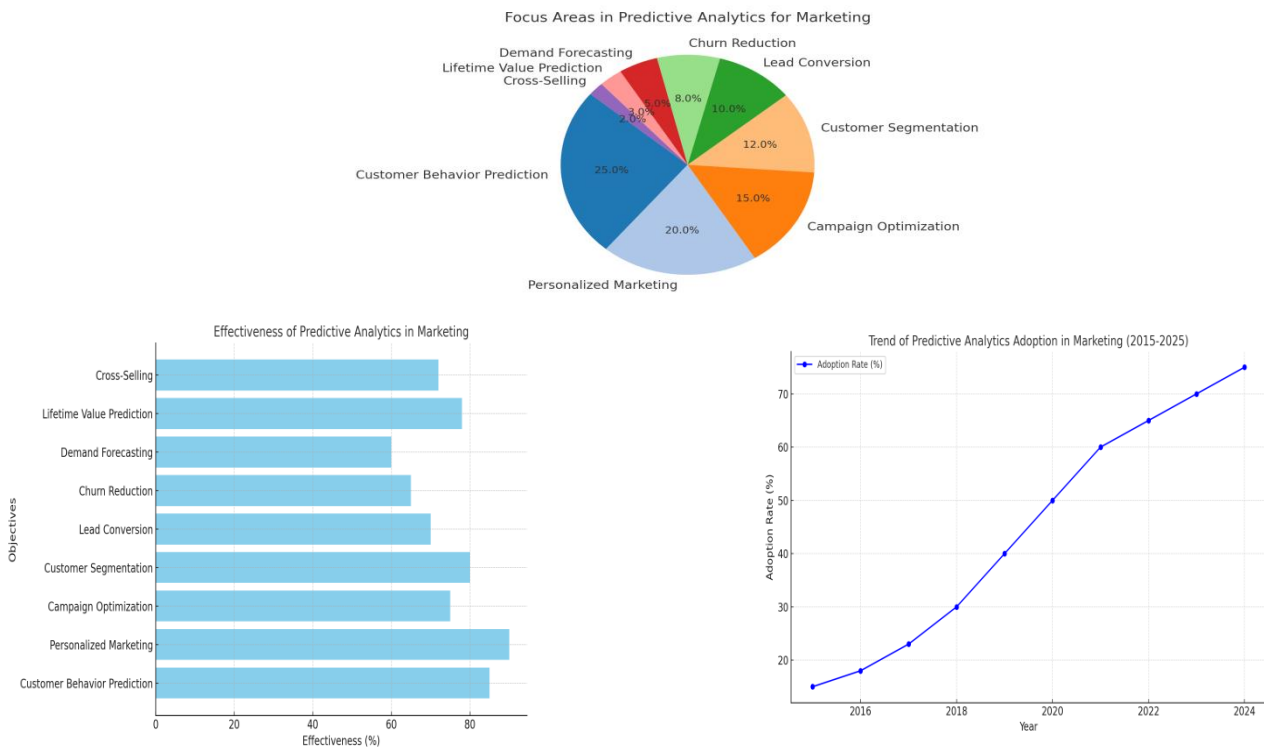 Focus Areas in Predictive Analytics for Marketing
Churn Reduction
Demand Forecasting
Lead Conversion
Lifetime Value Prediction
Cross-Selling
8.0%
5.0%
10.0%
3.0%
2.0%
Customer Segmentation
12.0%
Customer Behavior Prediction
25.0%
15.0%
Campaign Optimization
20.0%
Personalized Marketing
Effectiveness of Predictive Analytics in Marketing
Objectives
Cross-Selling
Lifetime Value Prediction
Demand Forecasting
Churn Reduction
Lead Conversion
Customer Segmentation
Campaign Optimization
Personalized Marketing
Customer Behavior Prediction
0 20 40 60 80
Effectiveness (%)
Trend of Predictive Analytics Adoption in Marketing (2015-2025)
Adoption Rate (%)
Adoption Rate (%)
70
60
50
40
30
20
2016 2018 2020 2022 2024
Year